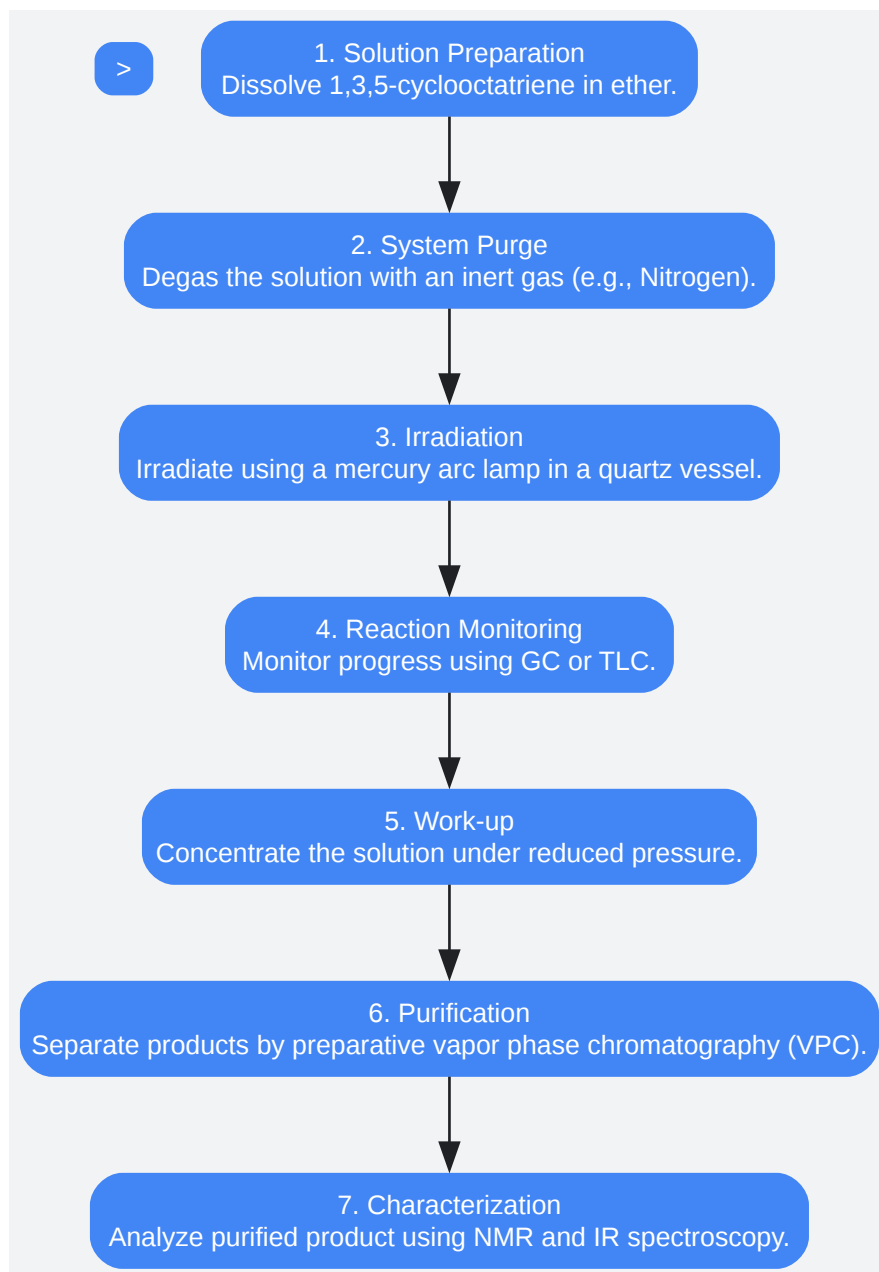 >
1. Solution Preparation
Dissolve 1,3,5-cyclooctatriene in ether.
2. System Purge
Degas the solution with an inert gas (e.g., Nitrogen).
3. Irradiation
Irradiate using a mercury arc lamp in a quartz vessel.
4. Reaction Monitoring
Monitor progress using GC or TLC.
5. Work-up
Concentrate the solution under reduced pressure.
6. Purification
Separate products by preparative vapor phase chromatography (VPC).
7. Characterization
Analyze purified product using NMR and IR spectroscopy.